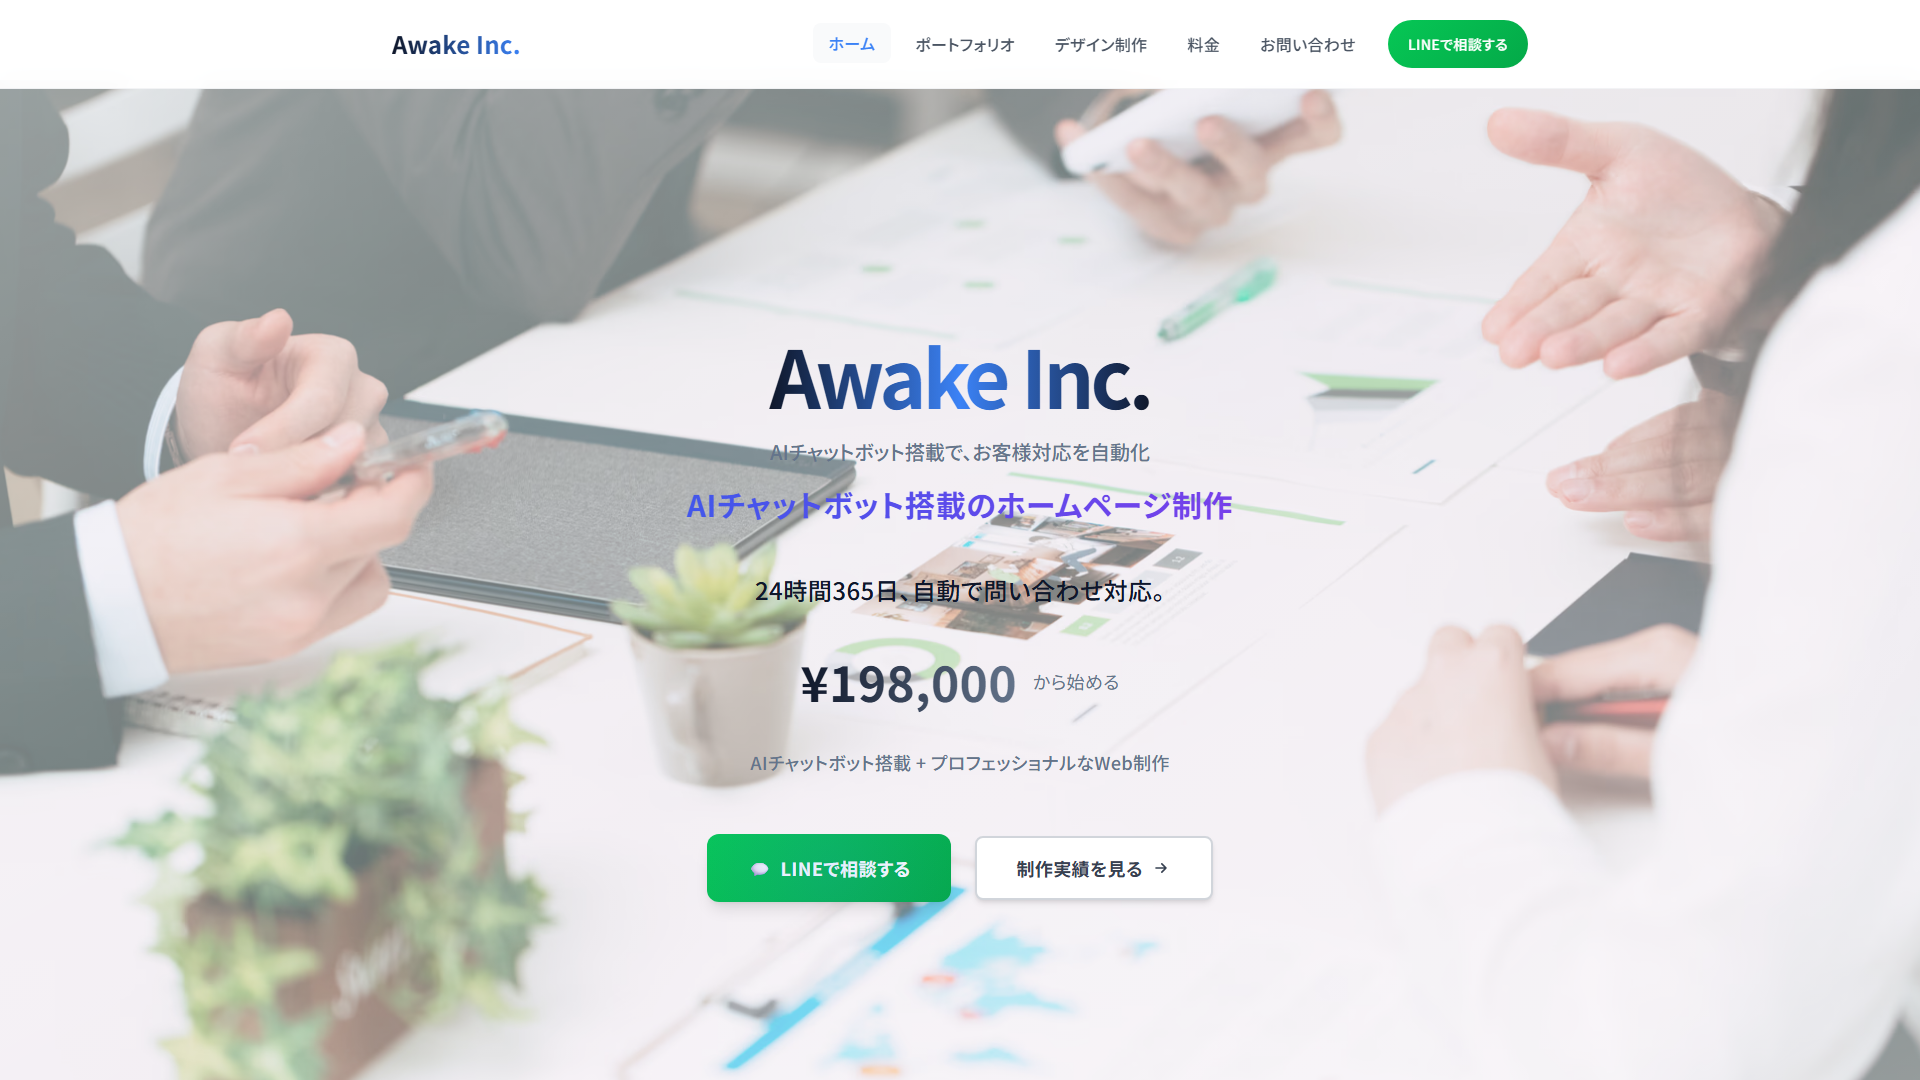 Awake Inc.
ホーム
ポートフォリオ
デザイン制作
料金
お問い合わせ
LINEで相談する
Awake Inc.
AIチャットボット搭載で、お客様対応を自動化
AIチャットボット搭載のホームページ制作
24時間365日、自動で問い合わせ対応。
¥198,000 から始める
AIチャットボット搭載 + プロフェッショナルなWeb制作
LINEで相談する
制作実績を見る →